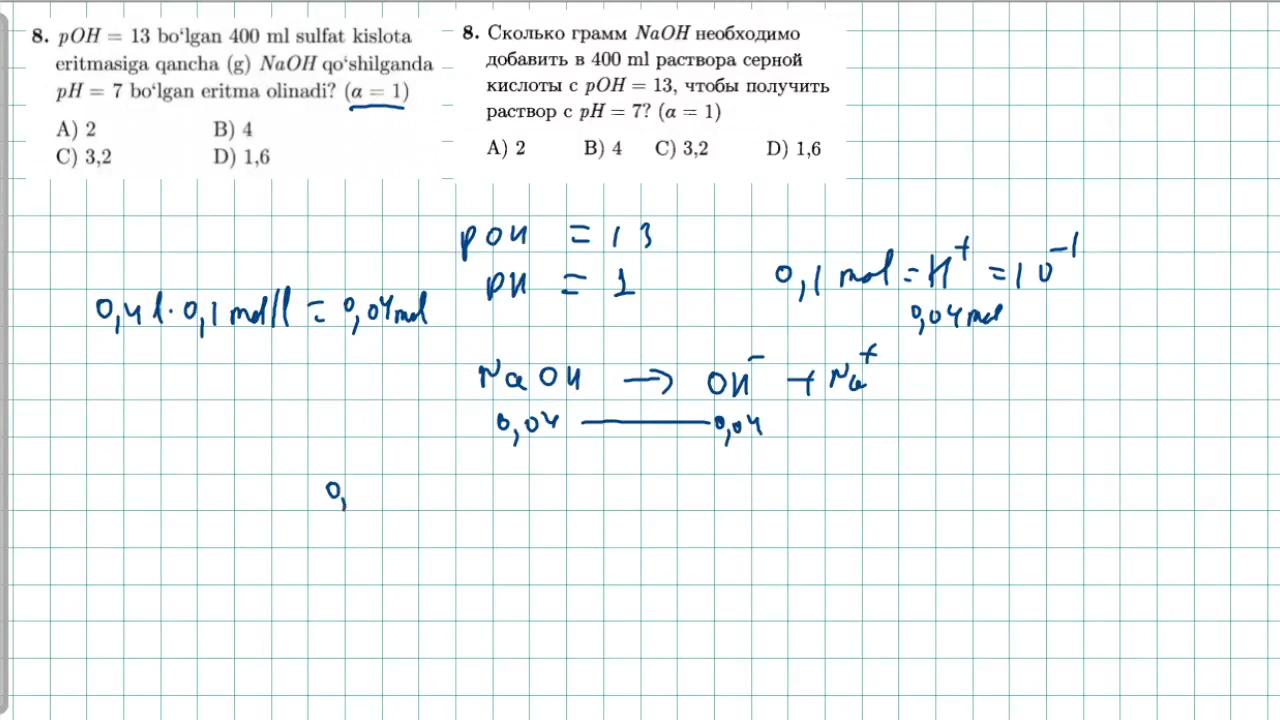 8. pOH = 13 bo‘lgan 400 ml sulfat kislota
eritmasiga qancha (g) NaOH qo‘shilganda
pH = 7 bo‘lgan eritma olinadi? (α = 1)
A) 2 B) 4
C) 3,2 D) 1,6
8. Сколько грамм NaOH необходимо
добавить в 400 ml раствора серной
кислоты с pOH = 13, чтобы получить
раствор с pH = 7? (α = 1)
A) 2 B) 4 C) 3,2 D) 1,6
pOH = 13
pH = 1
0,1 mol = H⁺ = 10⁻¹
0,04 mol
0,4 l · 0,1 mol/l = 0,04 mol
NaOH → OH⁻ + Na⁺
0,04 — 0,04
0,